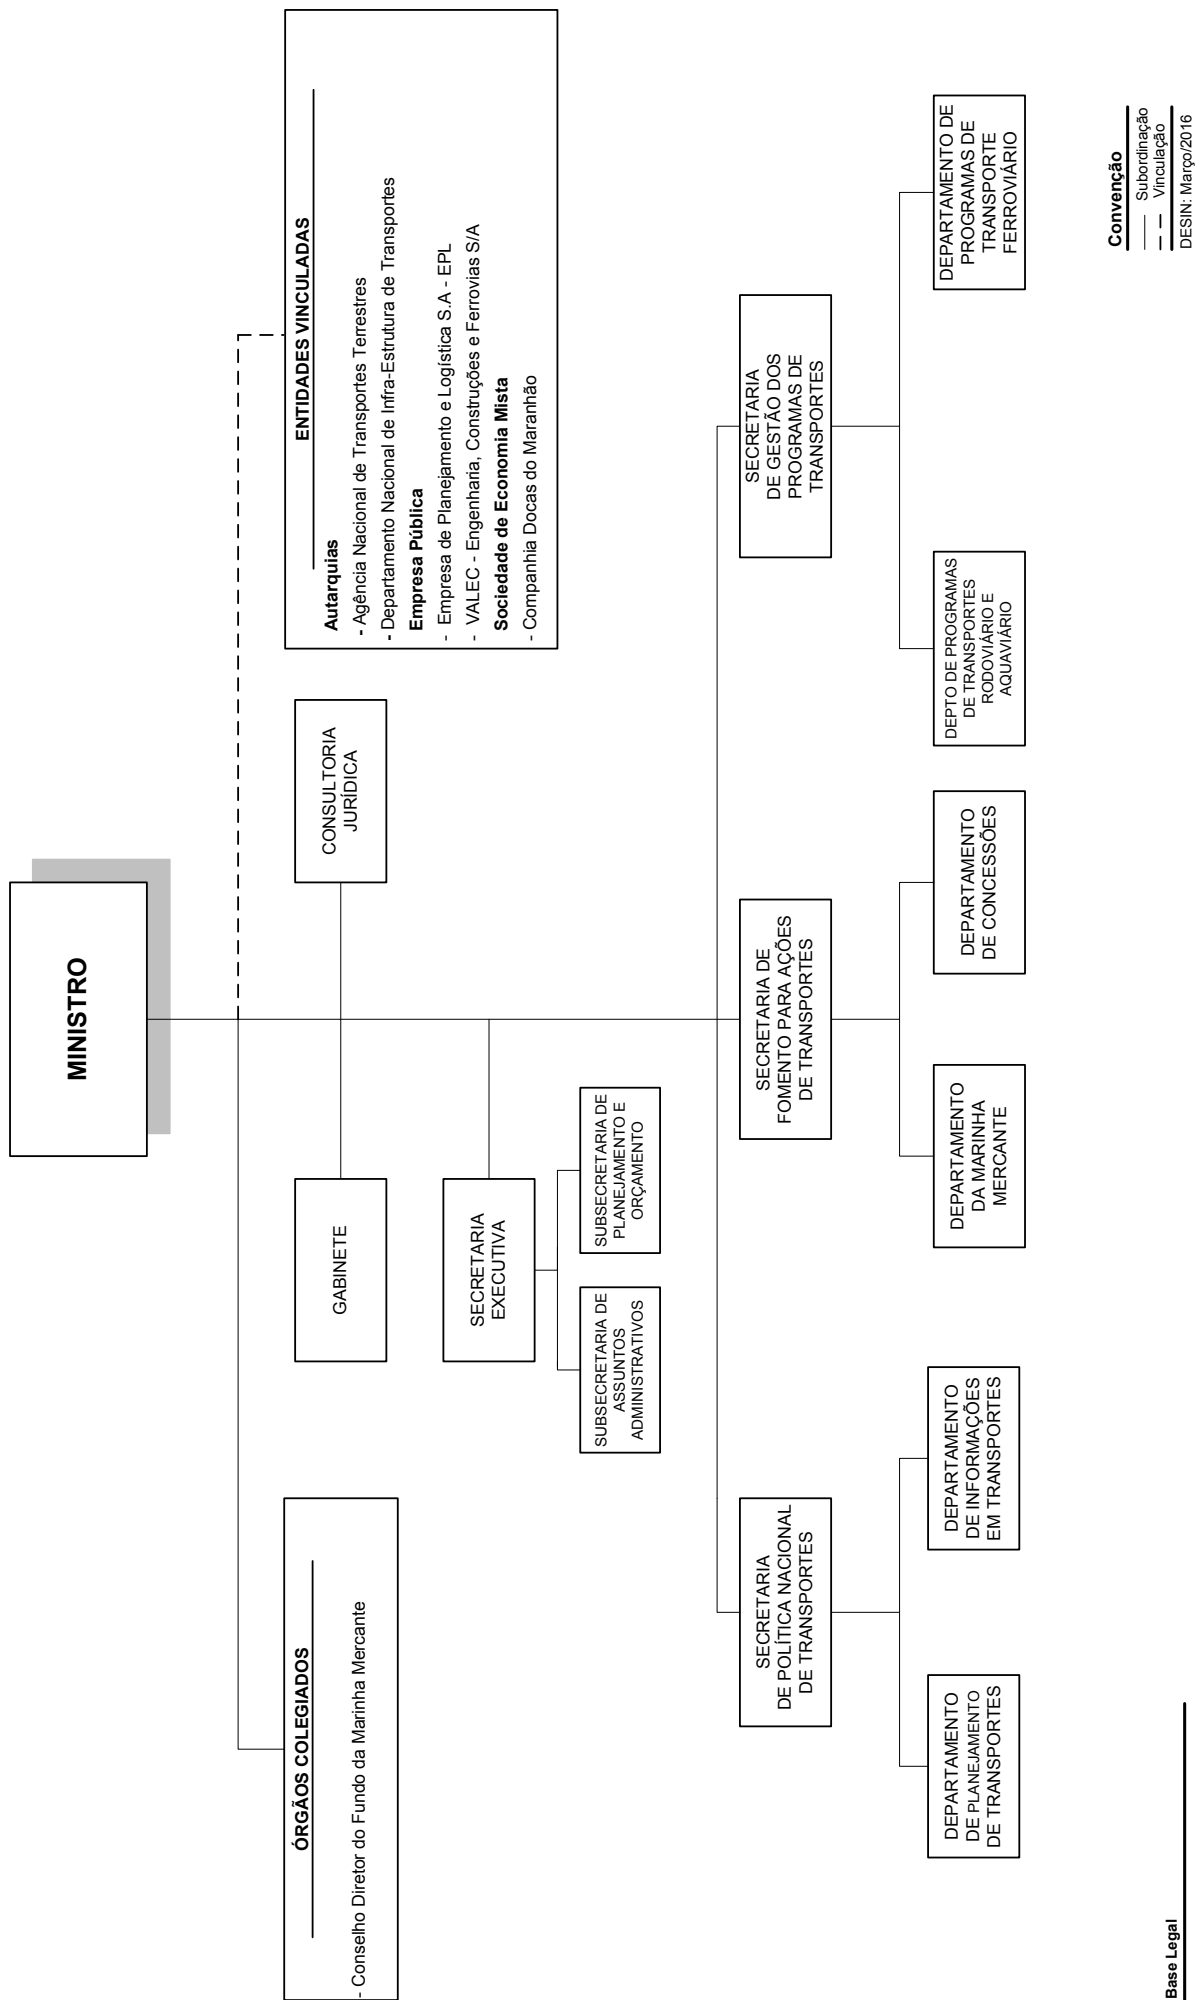 MINISTRO
ÓRGÃOS COLEGIADOS
- Conselho Diretor do Fundo da Marinha Mercante
GABINETE
CONSULTORIA
JURÍDICA
ENTIDADES VINCULADAS
Autarquias
- Agência Nacional de Transportes Terrestres
- Departamento Nacional de Infra-Estrutura de Transportes
Empresa Pública
- Empresa de Planejamento e Logística S.A - EPL
- VALEC - Engenharia, Construções e Ferrovias S/A
Sociedade de Economia Mista
- Companhia Docas do Maranhão
SECRETARIA
EXECUTIVA
SUBSECRETARIA DE
ASSUNTOS
ADMINISTRATIVOS
SUBSECRETARIA DE
PLANEJAMENTO E
ORÇAMENTO
SECRETARIA
DE POLÍTICA NACIONAL
DE TRANSPORTES
SECRETARIA DE
FOMENTO PARA AÇÕES
DE TRANSPORTES
SECRETARIA
DE GESTÃO DOS
PROGRAMAS DE
TRANSPORTES
DEPARTAMENTO
DE PLANEJAMENTO
DE TRANSPORTES
DEPARTAMENTO
DE INFORMAÇÕES
EM TRANSPORTES
DEPARTAMENTO
DA MARINHA
MERCANTE
DEPARTAMENTO
DE CONCESSÕES
DEPTO DE PROGRAMAS
DE TRANSPORTES
RODOVIÁRIO E
AQUAVIÁRIO
DEPARTAMENTO DE
PROGRAMAS DE
TRANSPORTE
FERROVIÁRIO
Base Legal
Convenção
Subordinação
Vinculação
DESIN: Março/2016